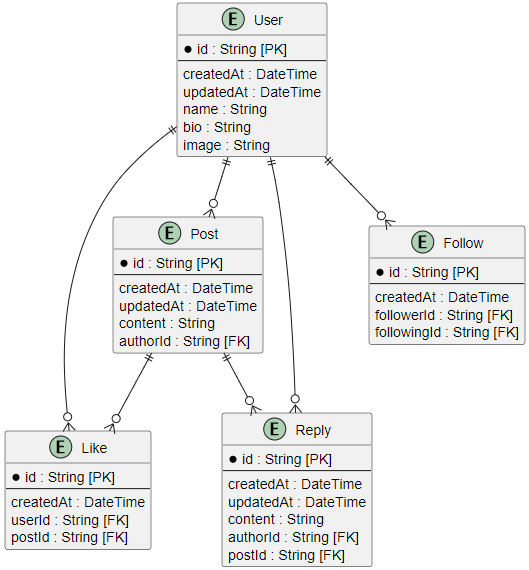 E User
id : String [PK]
createdAt : DateTime
updatedAt : DateTime
name : String
bio : String
image : String
E Post
id : String [PK]
createdAt : DateTime
updatedAt : DateTime
content : String
authorId : String [FK]
E Follow
id : String [PK]
createdAt : DateTime
followerId : String [FK]
followingId : String [FK]
E Like
id : String [PK]
createdAt : DateTime
userId : String [FK]
postId : String [FK]
E Reply
id : String [PK]
createdAt : DateTime
updatedAt : DateTime
content : String
authorId : String [FK]
postId : String [FK]